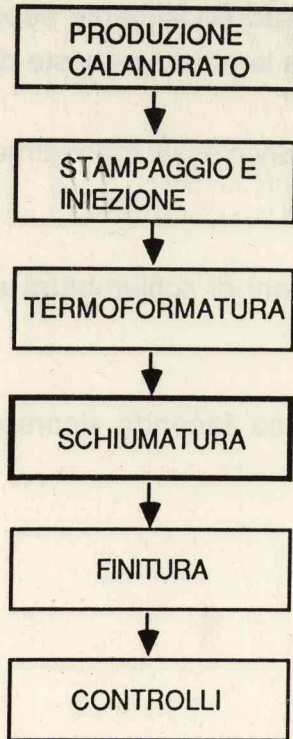 PRODUZIONE
CALANDRATO
STAMPAGGIO E
INIEZIONE
TERMOFORMATURA
SCHIUMATURA
FINITURA
CONTROLLI